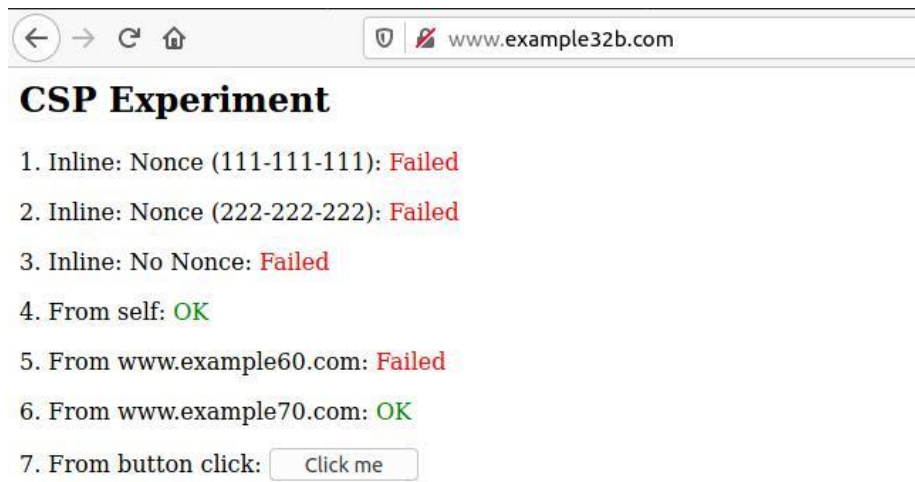 www.example32b.com
CSP Experiment
1. Inline: Nonce (111-111-111): Failed
2. Inline: Nonce (222-222-222): Failed
3. Inline: No Nonce: Failed
4. From self: OK
5. From www.example60.com: Failed
6. From www.example70.com: OK
7. From button click: Click me